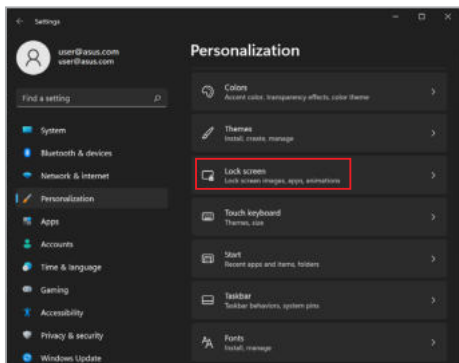 Settings
user@asus.com
user@asus.com
Find a setting
System
Bluetooth & devices
Network & internet
Personalization
Apps
Accounts
Time & language
Gaming
Accessibility
Privacy & security
Windows Update
Personalization
Colors
Accent color, transparency effects, color theme
Themes
Install, create, manage
Lock screen
Lock screen images, apps, animations
Touch keyboard
Themes, size
Start
Recent apps and items, folders
Taskbar
Taskbar behaviors, system pins
Fonts
Install, manage